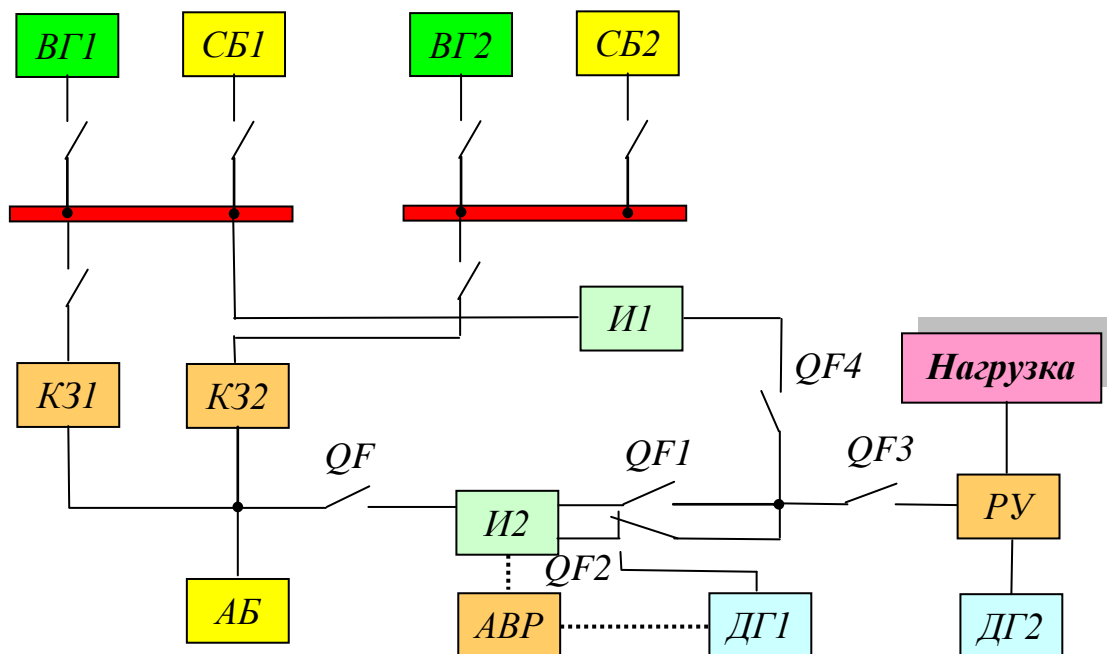 ВГ1
СБ1
ВГ2
СБ2
И1
Нагрузка
QF4
КЗ1
КЗ2
QF
QF1
QF3
И2
РУ
QF2
АБ
АВР
ДГ1
ДГ2